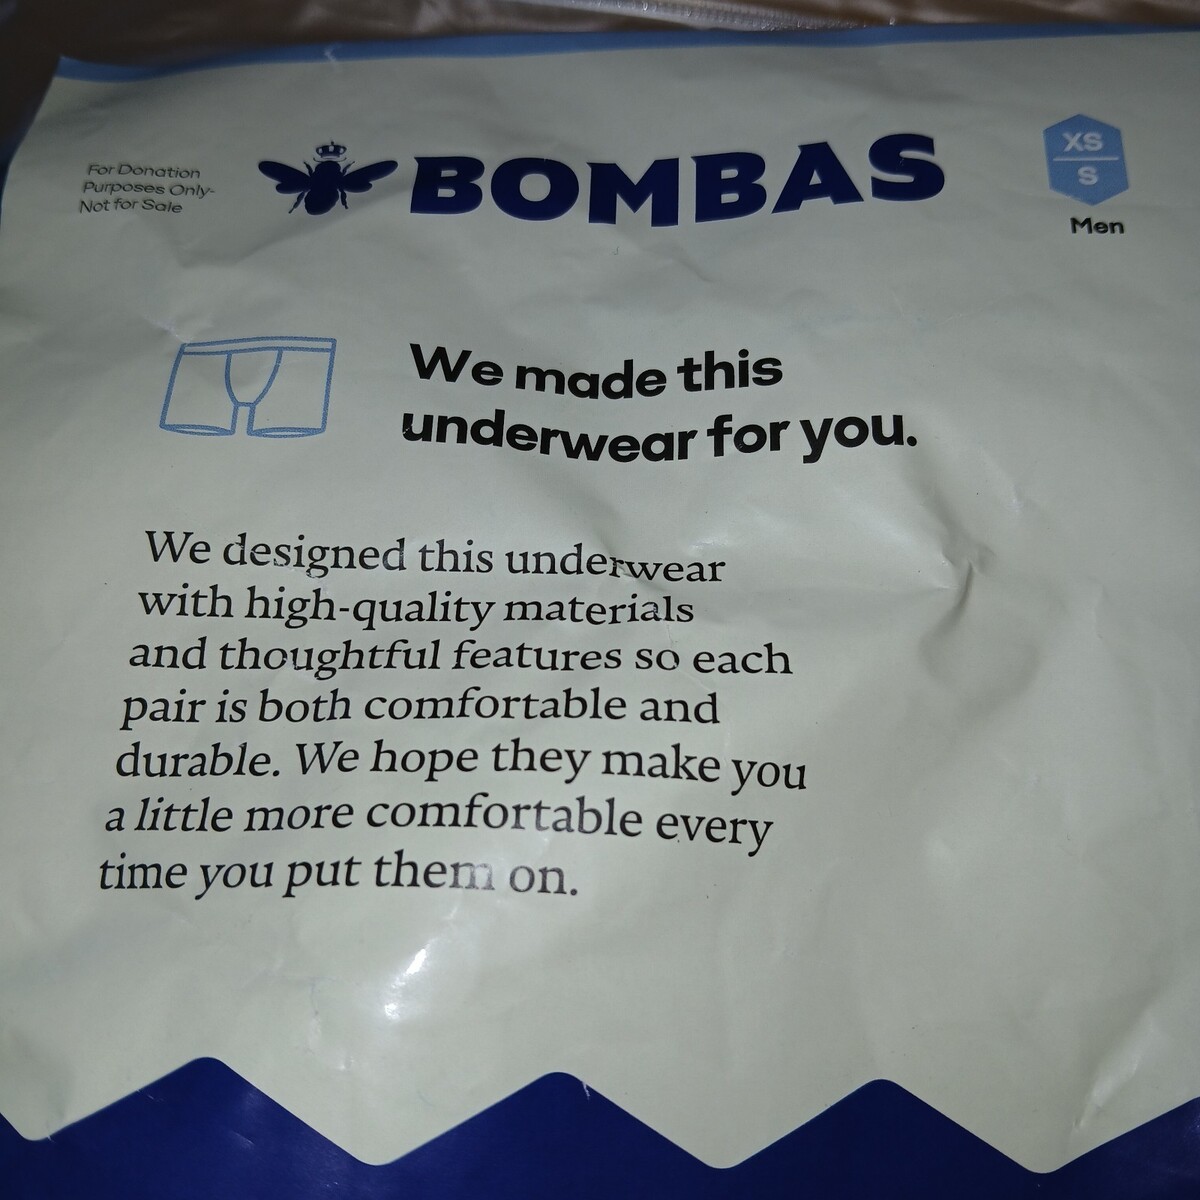 For Donation
Purposes Only-
Not for Sale
BOMBAS
XS
S
Men
We made this
underwear for you.
We designed this underwear
with high-quality materials
and thoughtful features so each
pair is both comfortable and
durable. We hope they make you
a little more comfortable every
time you put them on.